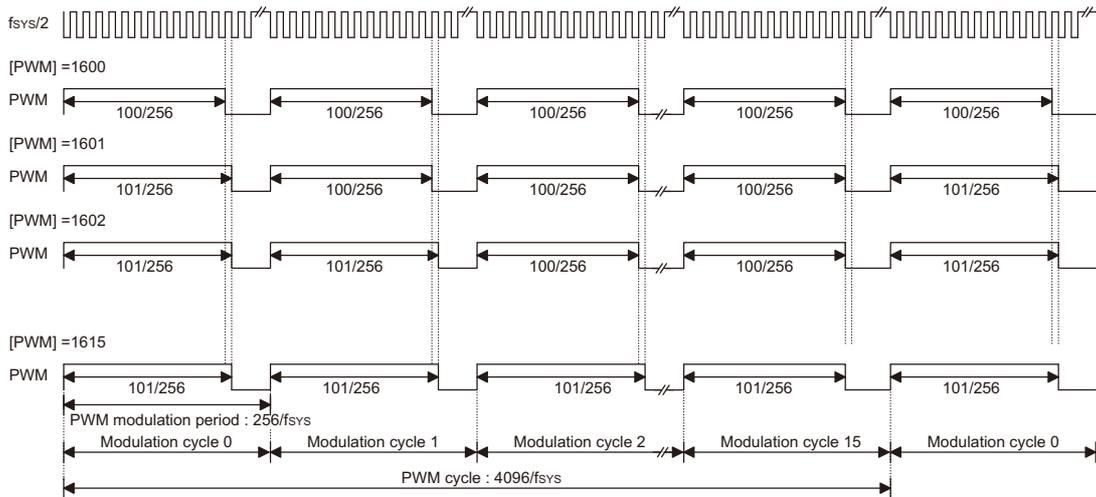 fSYS/2
[PWM] =1600
PWM
100/256 100/256 100/256 100/256 100/256
[PWM] =1601
PWM
101/256 100/256 100/256 100/256 101/256
[PWM] =1602
PWM
101/256 101/256 100/256 100/256 101/256
[PWM] =1615
PWM
101/256 101/256 101/256 101/256 101/256
PWM modulation period : 256/fSYS
Modulation cycle 0 Modulation cycle 1 Modulation cycle 2 Modulation cycle 15 Modulation cycle 0
PWM cycle : 4096/fSYS